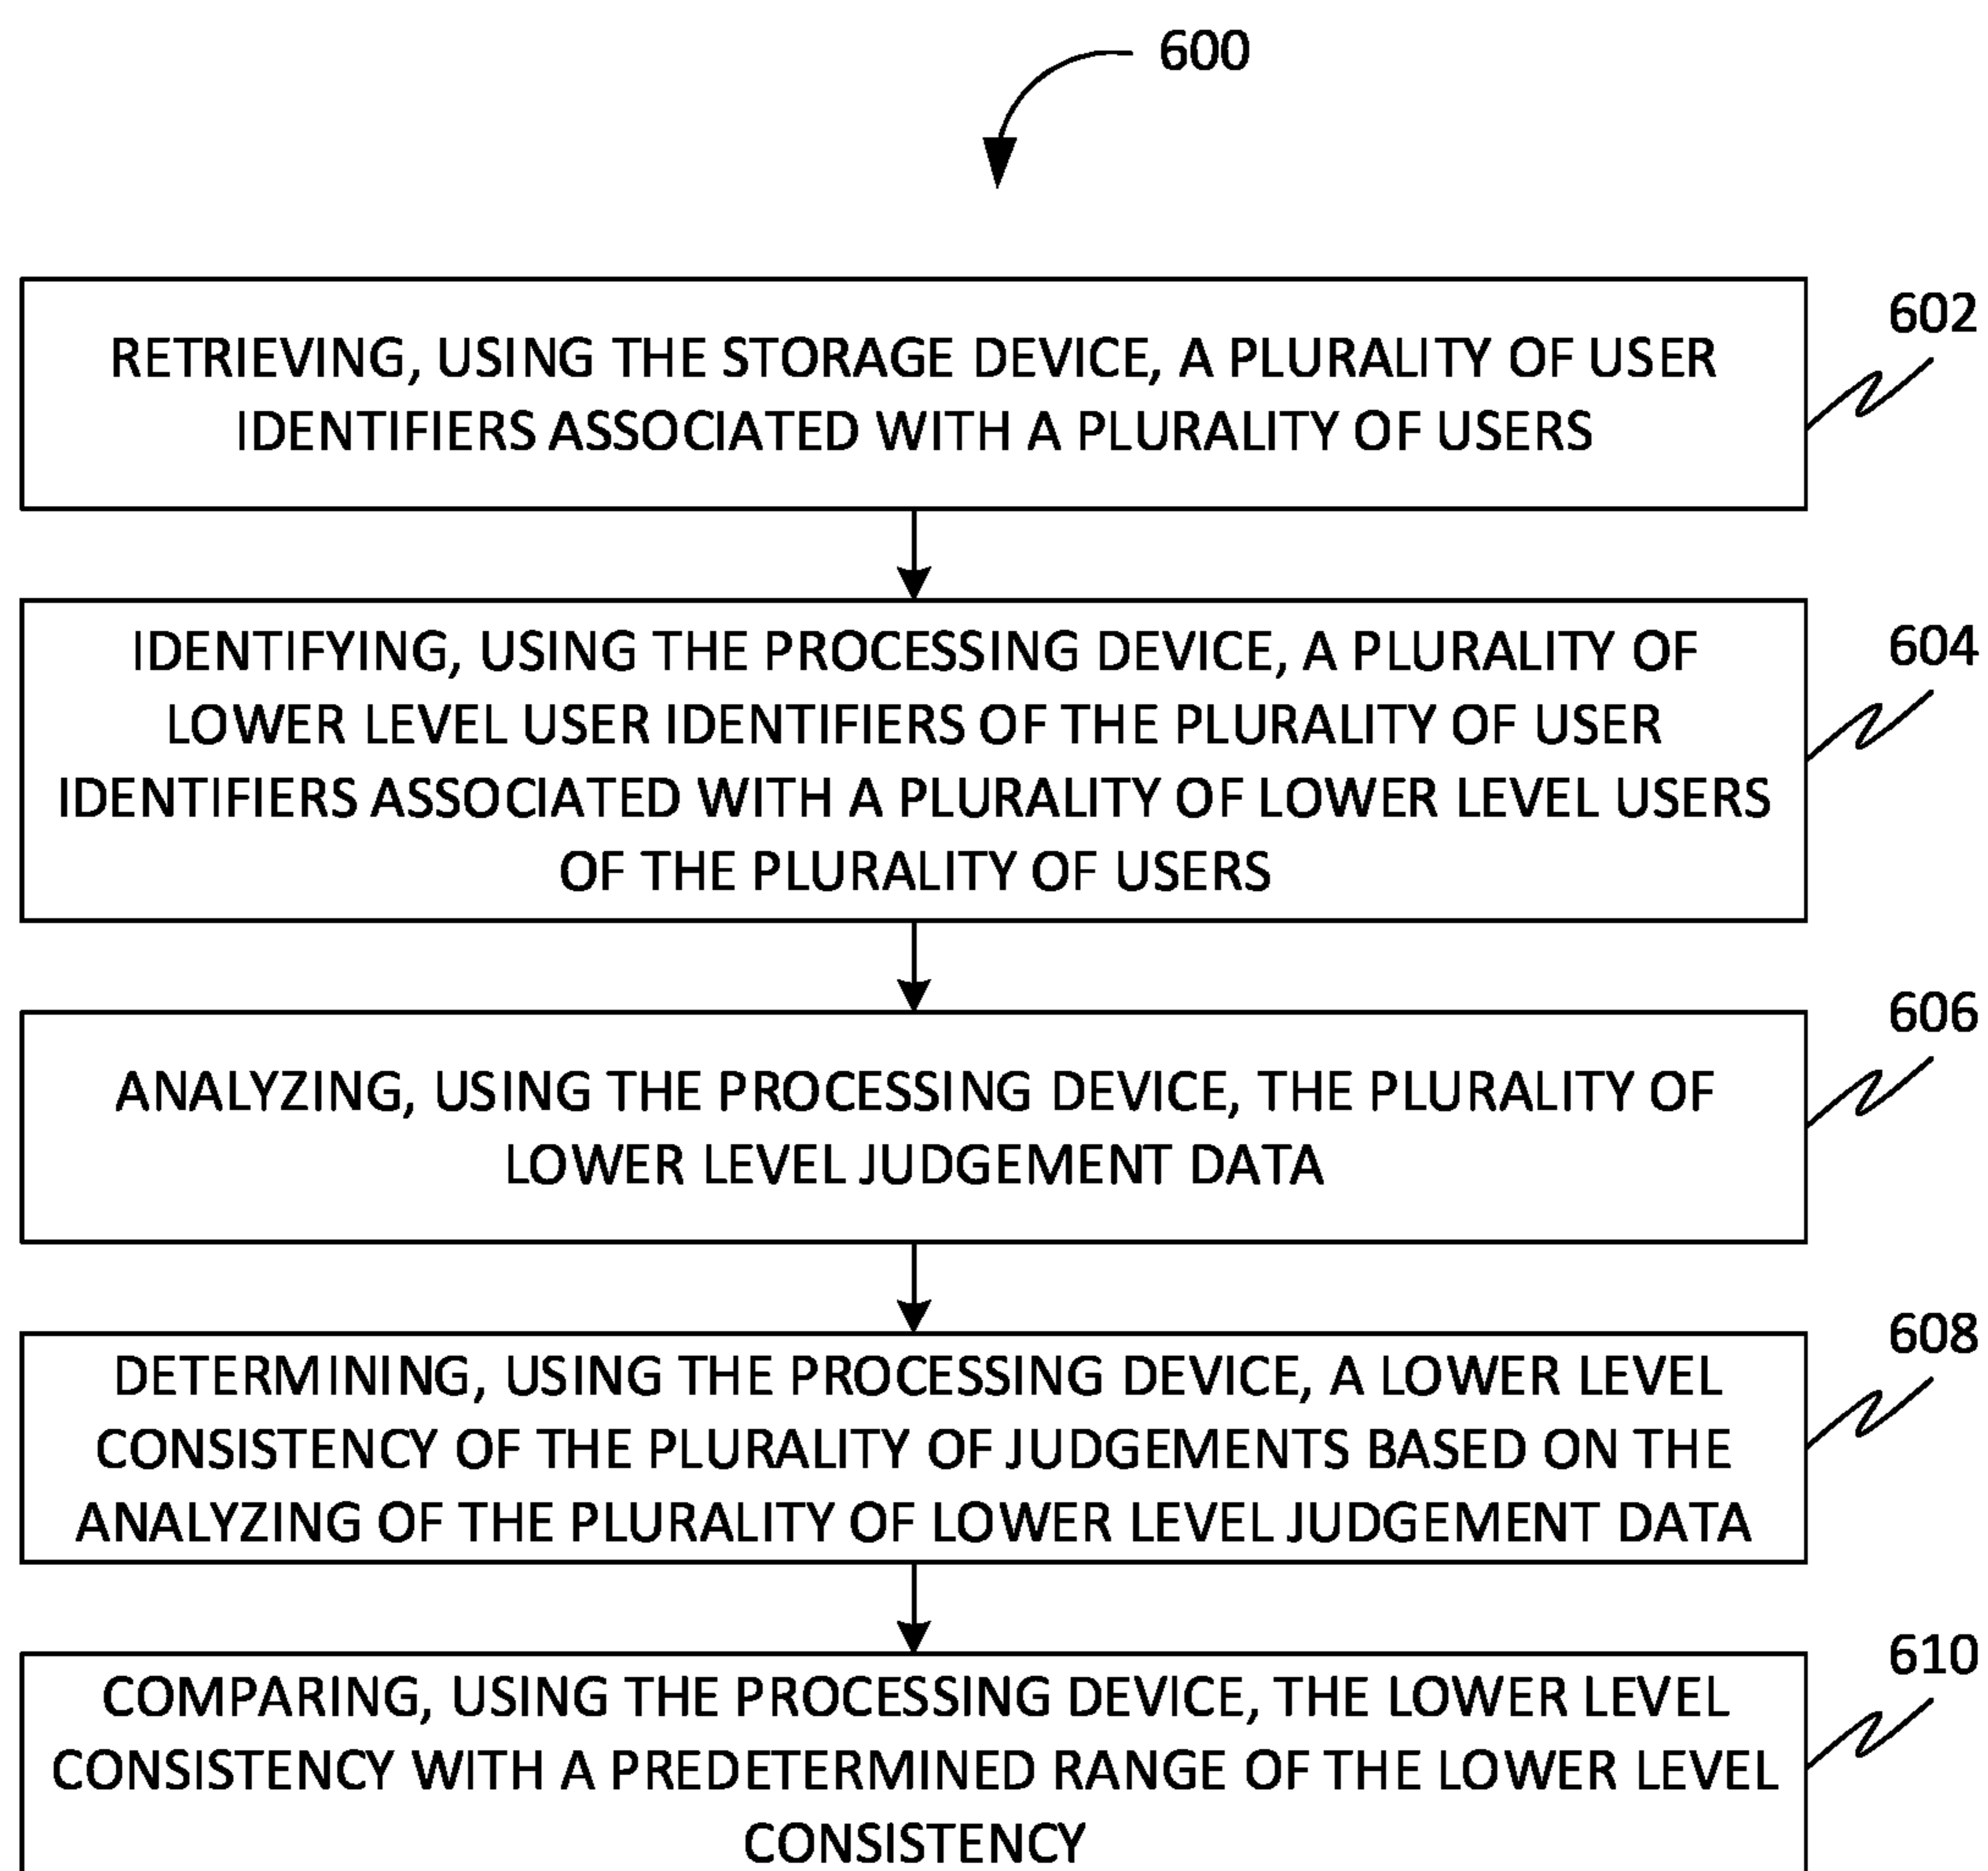 600
602
RETRIEVING, USING THE STORAGE DEVICE, A PLURALITY OF USER
IDENTIFIERS ASSOCIATED WITH A PLURALITY OF USERS
604
IDENTIFYING, USING THE PROCESSING DEVICE, A PLURALITY OF
LOWER LEVEL USER IDENTIFIERS OF THE PLURALITY OF USER
IDENTIFIERS ASSOCIATED WITH A PLURALITY OF LOWER LEVEL USERS
OF THE PLURALITY OF USERS
606
ANALYZING, USING THE PROCESSING DEVICE, THE PLURALITY OF
LOWER LEVEL JUDGEMENT DATA
608
DETERMINING, USING THE PROCESSING DEVICE, A LOWER LEVEL
CONSISTENCY OF THE PLURALITY OF JUDGEMENTS BASED ON THE
ANALYZING OF THE PLURALITY OF LOWER LEVEL JUDGEMENT DATA
610
COMPARING, USING THE PROCESSING DEVICE, THE LOWER LEVEL
CONSISTENCY WITH A PREDETERMINED RANGE OF THE LOWER LEVEL
CONSISTENCY